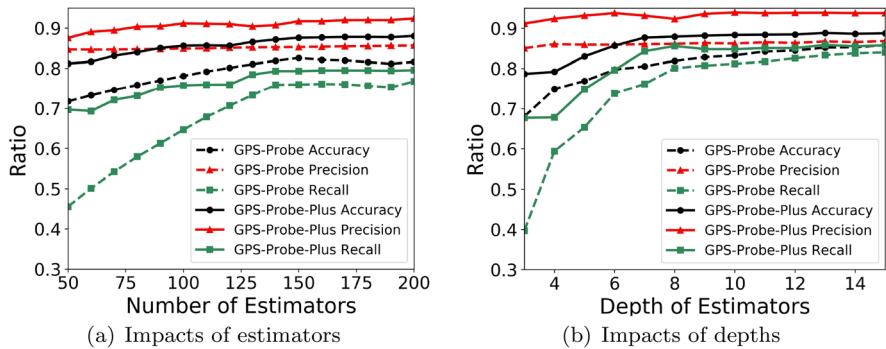 0.9
0.8
0.7
0.6
0.5
0.4
0.3
Ratio
GPS-Probe Accuracy
GPS-Probe Precision
GPS-Probe Recall
GPS-Probe-Plus Accuracy
GPS-Probe-Plus Precision
GPS-Probe-Plus Recall
50 75 100 125 150 175 200
Number of Estimators
(a) Impacts of estimators
0.9
0.8
0.7
0.6
0.5
0.4
0.3
Ratio
GPS-Probe Accuracy
GPS-Probe Precision
GPS-Probe Recall
GPS-Probe-Plus Accuracy
GPS-Probe-Plus Precision
GPS-Probe-Plus Recall
4 6 8 10 12 14
Depth of Estimators
(b) Impacts of depths